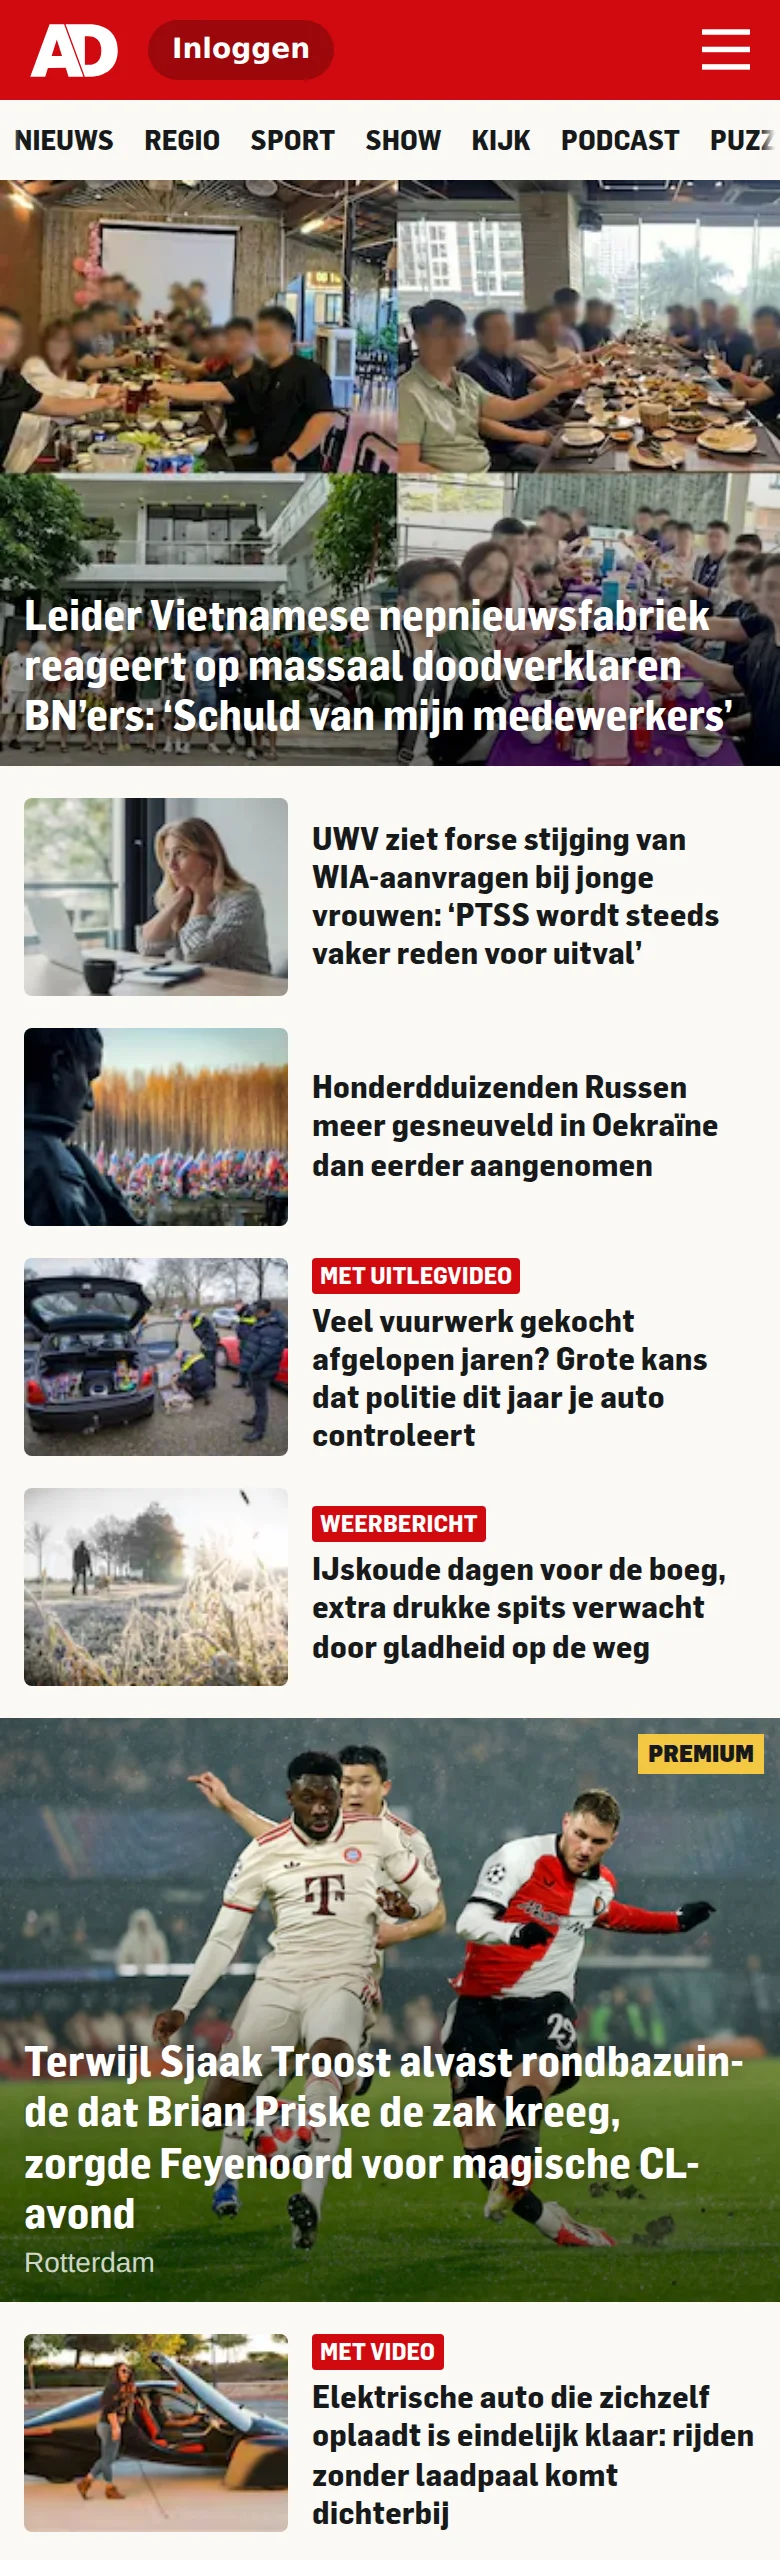 AD
Inloggen
NIEUWS REGIO SPORT SHOW KIJK PODCAST PUZZ
Leider Vietnamese nepnieuwsfabriek
reageert op massaal doodverklaren
BN’ers: ‘Schuld van mijn medewerkers’
UWV ziet forse stijging van
WIA-aanvragen bij jonge
vrouwen: ‘PTSS wordt steeds
vaker reden voor uitval’
Honderdduizenden Russen
meer gesneuveld in Oekraïne
dan eerder aangenomen
MET UITLEGVIDEO
Veel vuurwerk gekocht
afgelopen jaren? Grote kans
dat politie dit jaar je auto
controleert
WEERBERICHT
IJskoude dagen voor de boeg,
extra drukke spits verwacht
door gladheid op de weg
PREMIUM
T
29
Terwijl Sjaak Troost alvast rondbazuin-
de dat Brian Priske de zak kreeg,
zorgde Feyenoord voor magische CL-
avond
Rotterdam
MET VIDEO
Elektrische auto die zichzelf
oplaadt is eindelijk klaar: rijden
zonder laadpaal komt
dichterbij